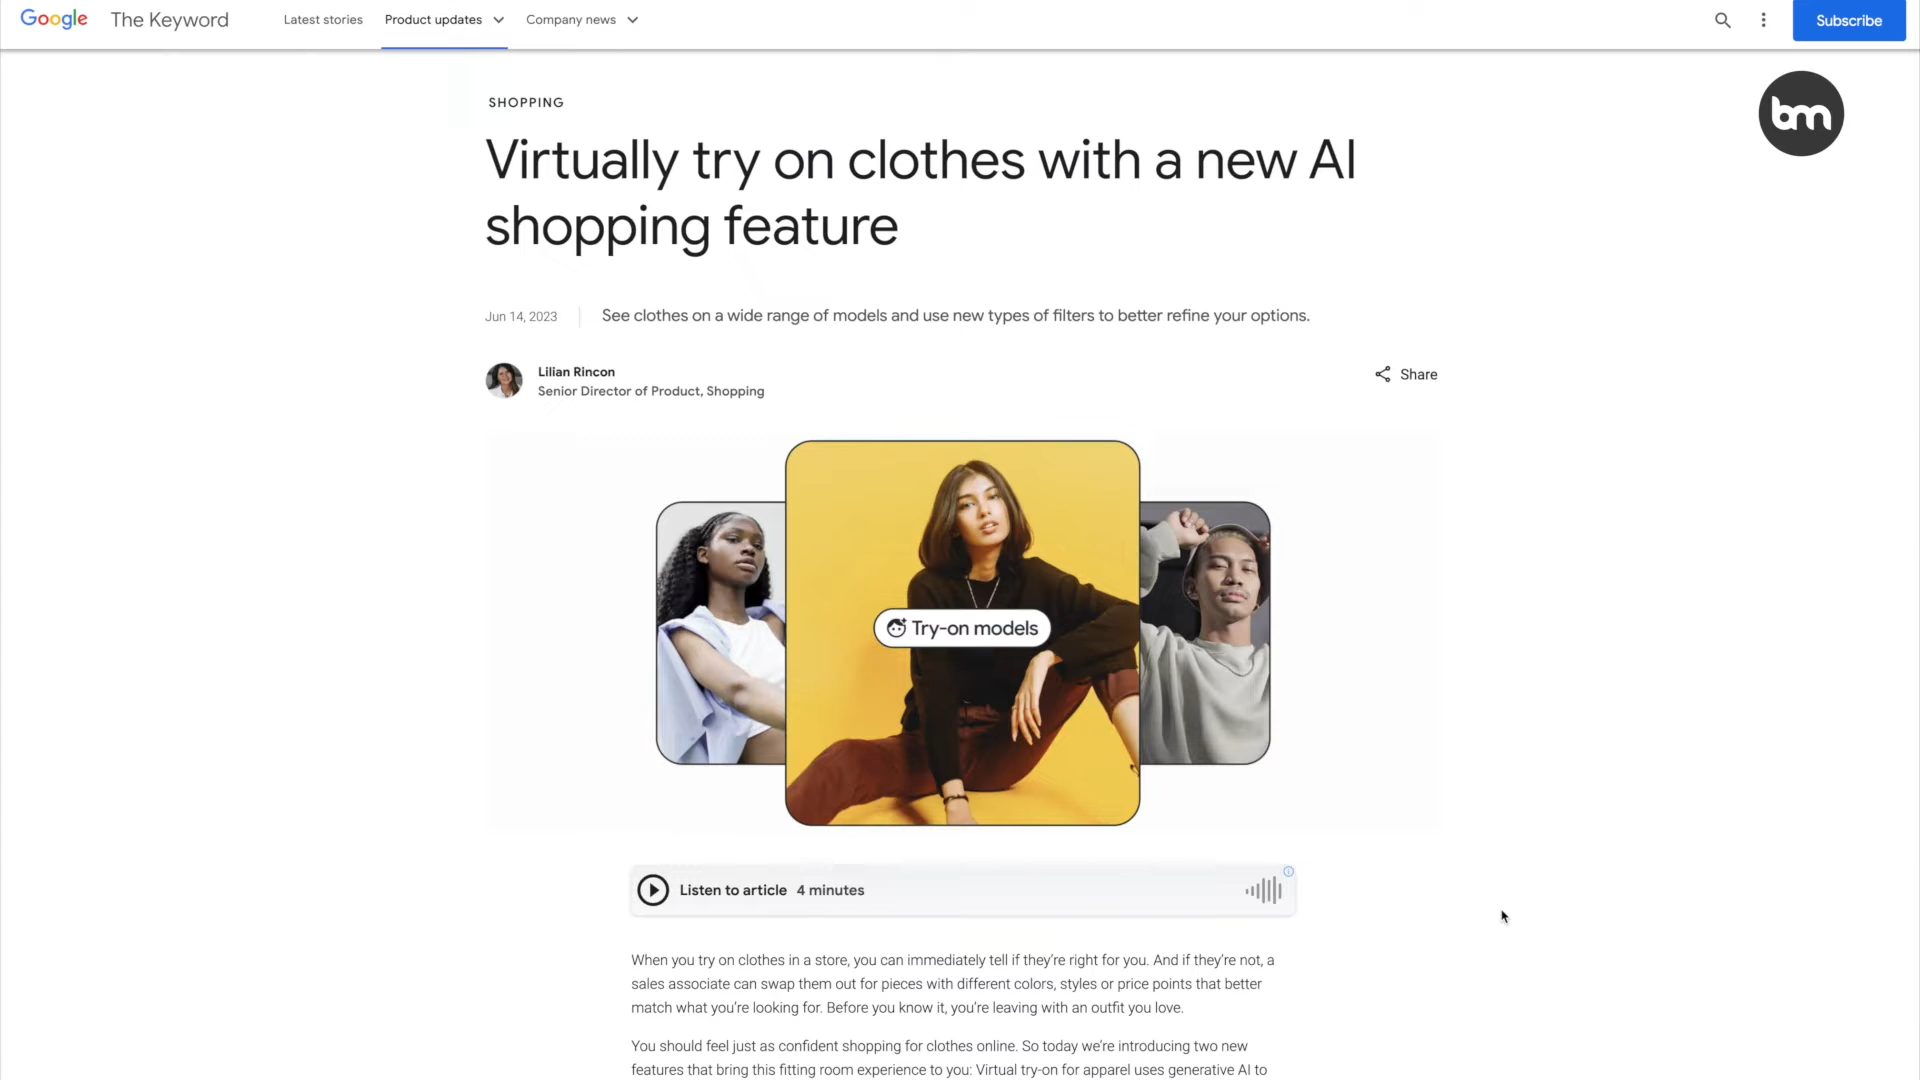 Google The Keyword Latest stories Product updates Company news Subscribe
bm
SHOPPING
Virtually try on clothes with a new AI
shopping feature
Jun 14, 2023 See clothes on a wide range of models and use new types of filters to better refine your options.
Lilian Rincon
Senior Director of Product, Shopping
Share
Try-on models
Listen to article 4 minutes
When you try on clothes in a store, you can immediately tell if they’re right for you. And if they’re not, a
sales associate can swap them out for pieces with different colors, styles or price points that better
match what you’re looking for. Before you know it, you’re leaving with an outfit you love.
You should feel just as confident shopping for clothes online. So today we’re introducing two new
features that bring this fitting room experience to you: Virtual try-on for apparel uses generative AI to